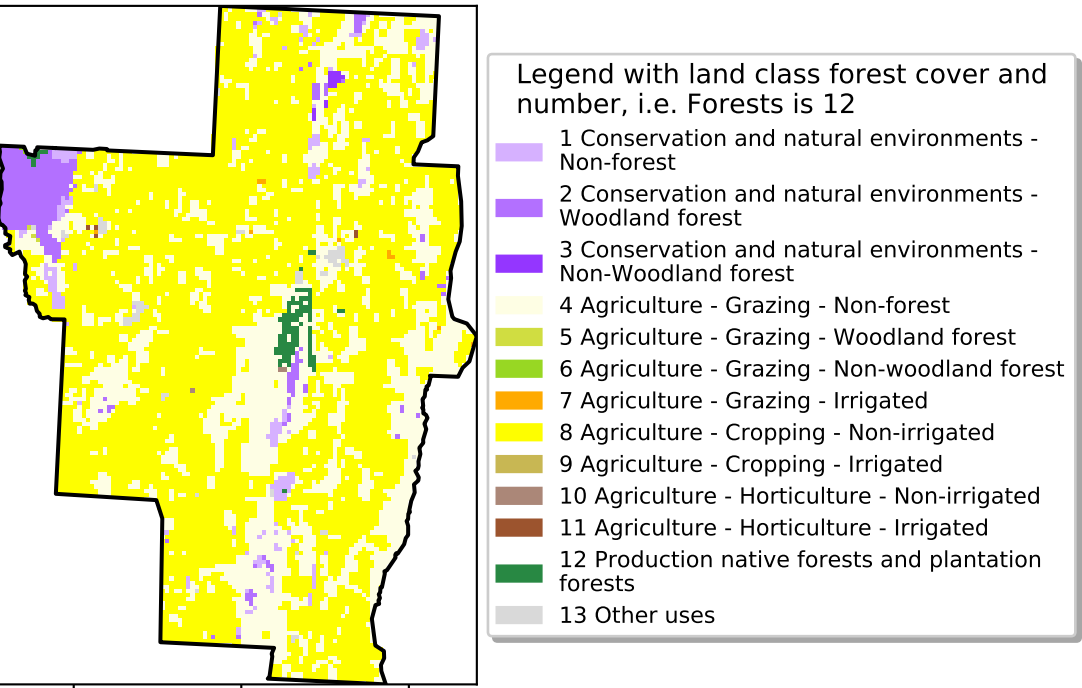 Legend with land class forest cover and
number, i.e. Forests is 12
1 Conservation and natural environments -
Non-forest
2 Conservation and natural environments -
Woodland forest
3 Conservation and natural environments -
Non-Woodland forest
4 Agriculture - Grazing - Non-forest
5 Agriculture - Grazing - Woodland forest
6 Agriculture - Grazing - Non-woodland forest
7 Agriculture - Grazing - Irrigated
8 Agriculture - Cropping - Non-irrigated
9 Agriculture - Cropping - Irrigated
10 Agriculture - Horticulture - Non-irrigated
11 Agriculture - Horticulture - Irrigated
12 Production native forests and plantation
forests
13 Other uses